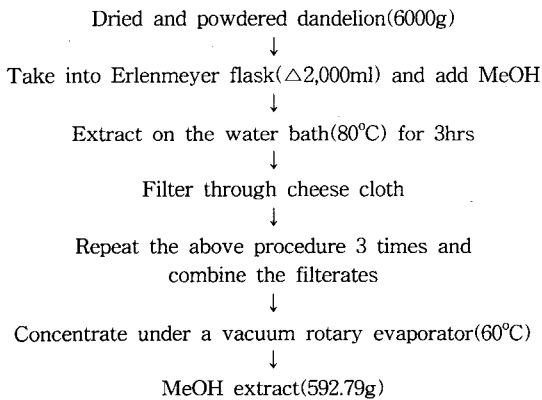 Dried and powdered dandelion(6000g)
↓
Take into Erlenmeyer flask(△2,000ml) and add MeOH
↓
Extract on the water bath(80°C) for 3hrs
↓
Filter through cheese cloth
↓
Repeat the above procedure 3 times and
combine the filterates
↓
Concentrate under a vacuum rotary evaporator(60°C)
↓
MeOH extract(592.79g)